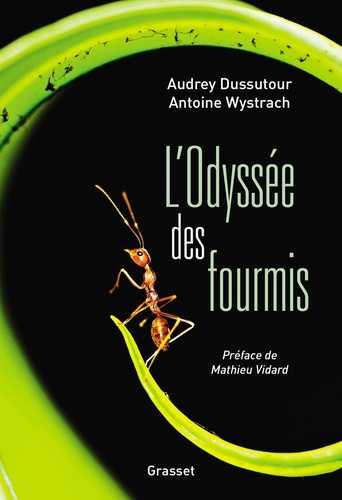 Audrey Dussutour
Antoine Wystrach
L'Odyssée
des
fourmis
Préface de
Mathieu Vidard
Grasset